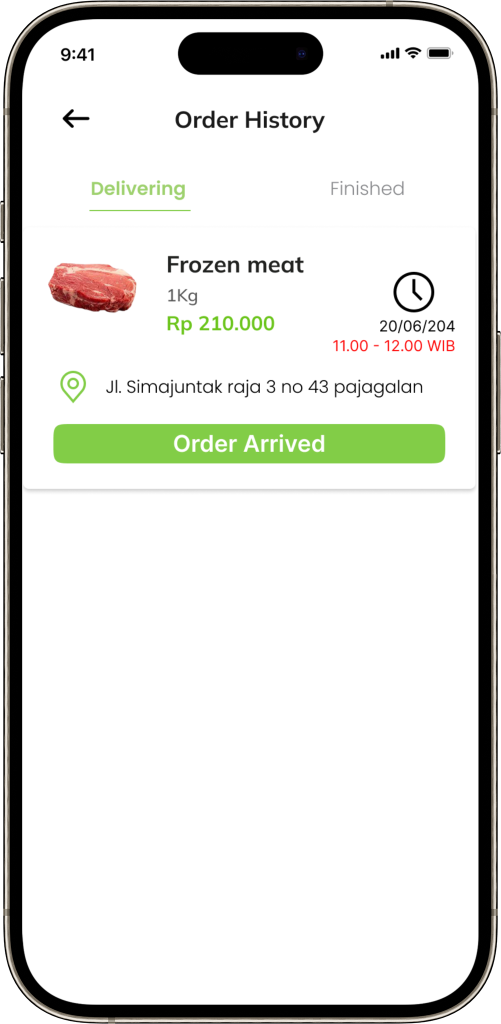 9:41
Order History
Delivering
Finished
Frozen meat
1Kg
Rp 210.000
20/06/204
11.00 - 12.00 WIB
Jl. Simajuntak raja 3 no 43 pajagalan
Order Arrived